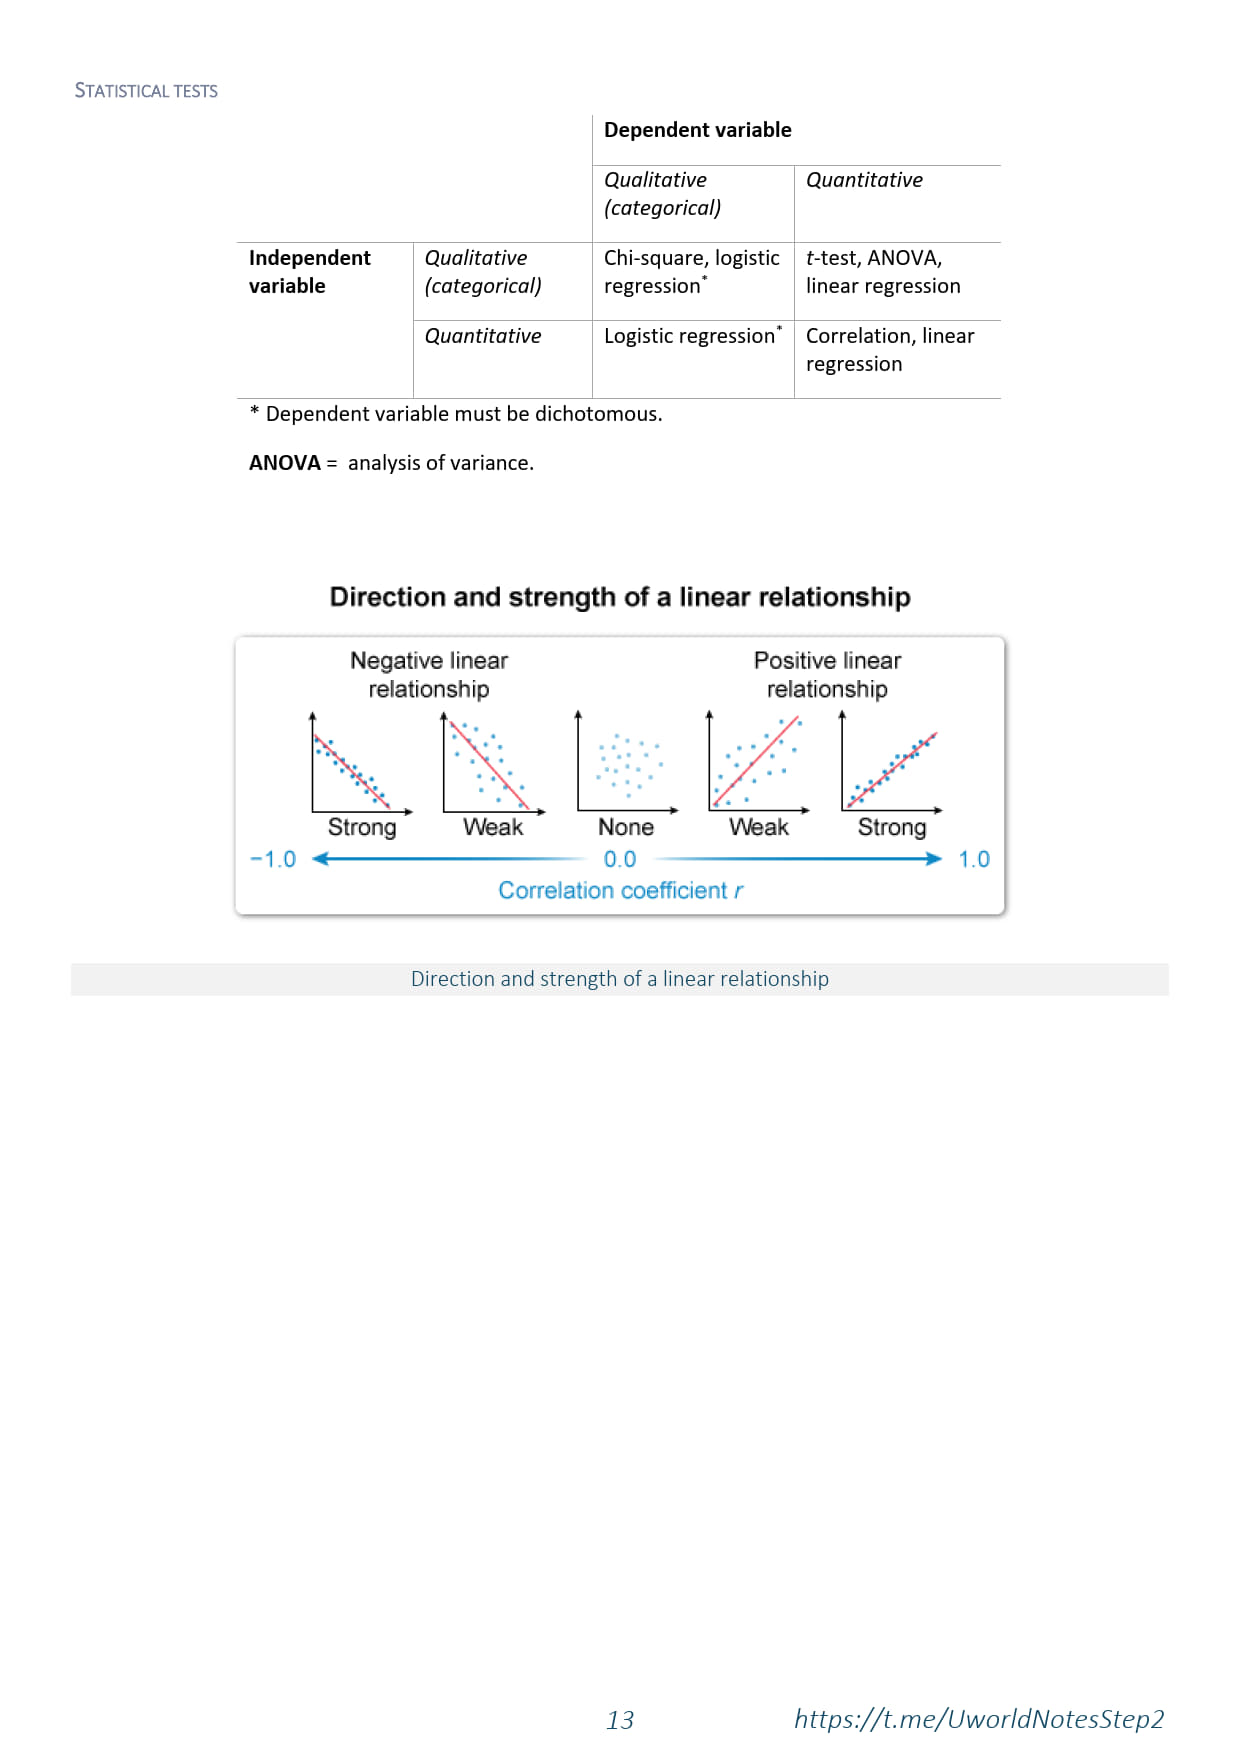 STATISTICAL TESTS
Dependent variable
Qualitative
(categorical)
Quantitative
Independent
variable
Qualitative
(categorical)
Chi-square, logistic
regression*
t-test, ANOVA,
linear regression
Quantitative
Logistic regression*
Correlation, linear
regression
* Dependent variable must be dichotomous.
ANOVA = analysis of variance.
Direction and strength of a linear relationship
Negative linear
relationship
Positive linear
relationship
Strong Weak None Weak Strong
−1.0 0.0 1.0
Correlation coefficient r
Direction and strength of a linear relationship
13 https://t.me/UworldNotesStep2